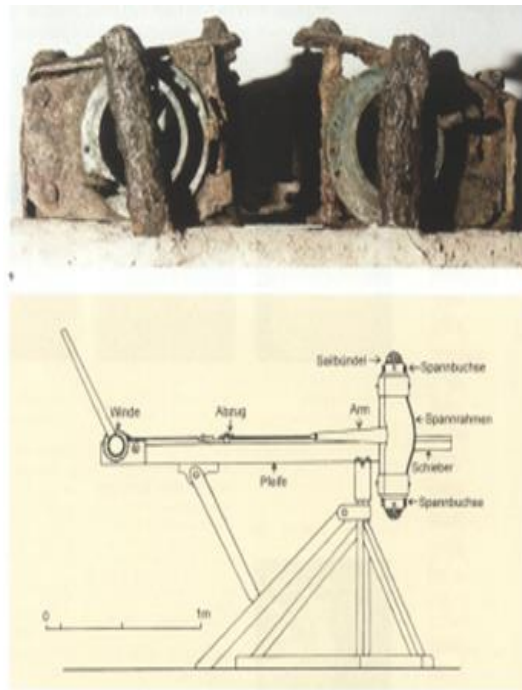 Seilbündel
Spannbuchse
Winde
Abzug
Arm
Spannrahmen
Schieber
Pfeife
Spannbuchse
0
1m